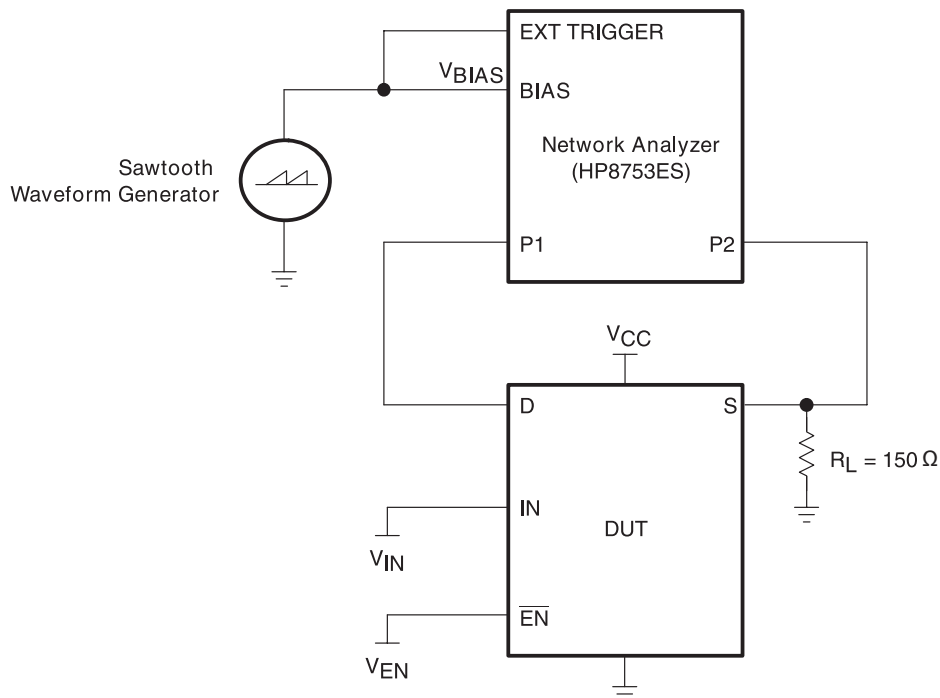 EXT TRIGGER
VBIAS
BIAS
Network Analyzer
(HP8753ES)
Sawtooth
Waveform Generator
P1
P2
VCC
D
S
RL = 150 Ω
IN
DUT
VIN
EN
VEN